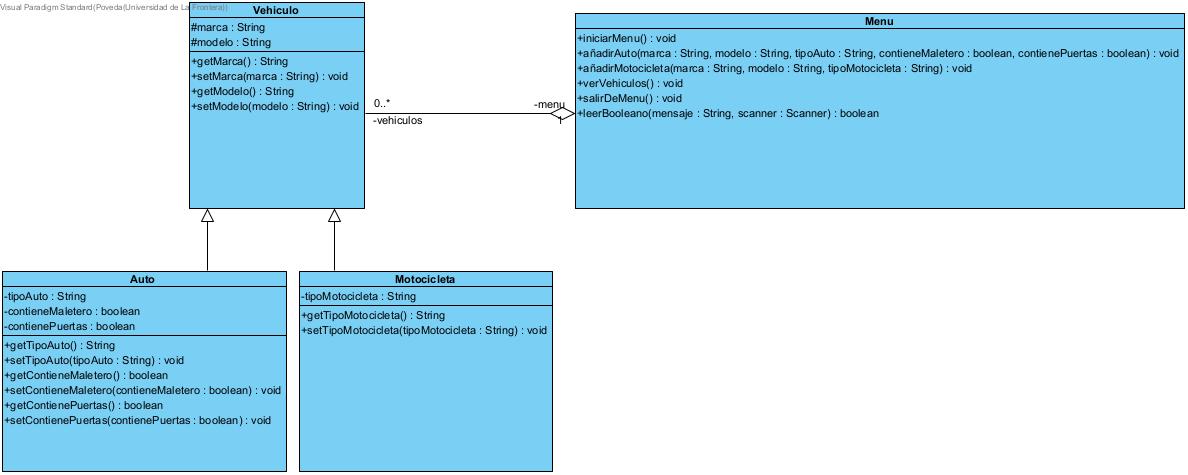 Visual Paradigm Standard(Poveda(Universidad de La Frontera))
Vehiculo
#marca : String
#modelo : String
+getMarca() : String
+setMarca(marca : String) : void
+getModelo() : String
+setModelo(modelo : String) : void
0..*
-vehiculos
-menu
1
Menu
+iniciarMenu() : void
+añadirAuto(marca : String, modelo : String, tipoAuto : String, contieneMaletero : boolean, contienePuertas : boolean) : void
+añadirMotocicleta(marca : String, modelo : String, tipoMotocicleta : String) : void
+verVehiculos() : void
+salirDeMenu() : void
+leerBooleano(mensaje : String, scanner : Scanner) : boolean
Auto
-tipoAuto : String
-contieneMaletero : boolean
-contienePuertas : boolean
+getTipoAuto() : String
+setTipoAuto(tipoAuto : String) : void
+getContieneMaletero() : boolean
+setContieneMaletero(contieneMaletero : boolean) : void
+getContienePuertas() : boolean
+setContienePuertas(contienePuertas : boolean) : void
Motocicleta
-tipoMotocicleta : String
+getTipoMotocicleta() : String
+setTipoMotocicleta(tipoMotocicleta : String) : void